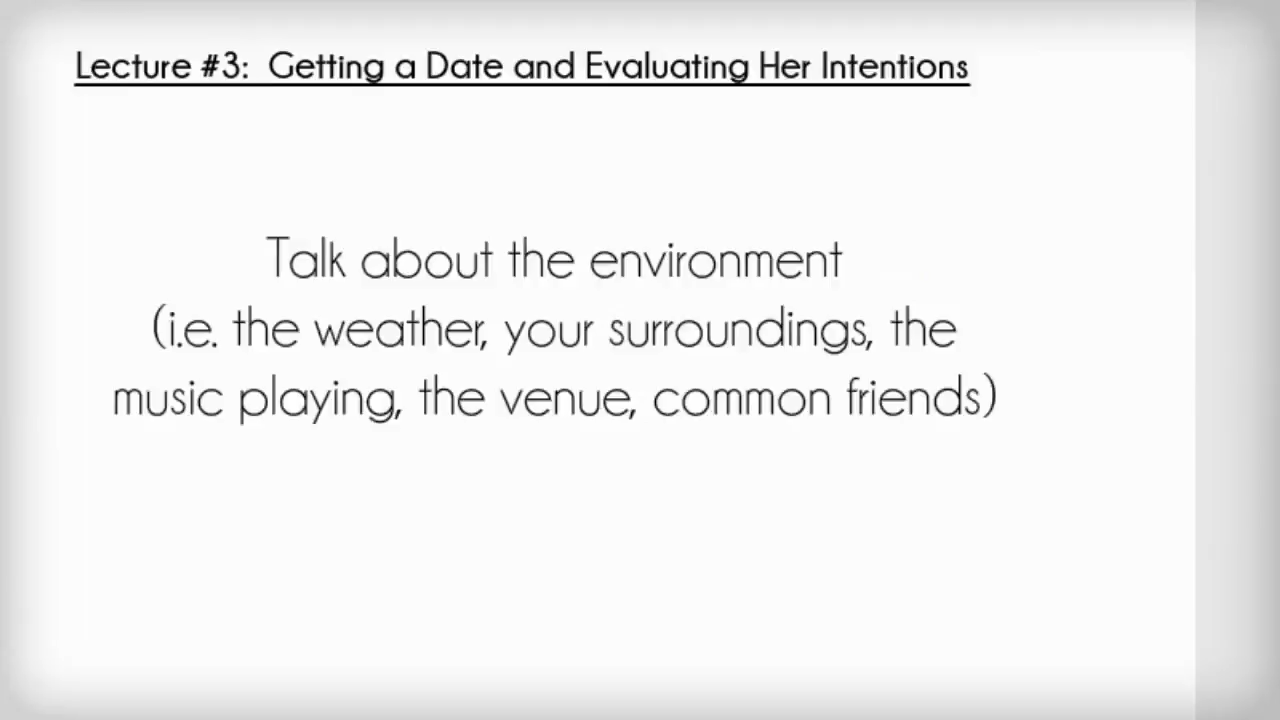 Lecture #3:  Getting a Date and Evaluating Her Intentions
Talk about the environment
(i.e. the weather, your surroundings, the
music playing, the venue, common friends)